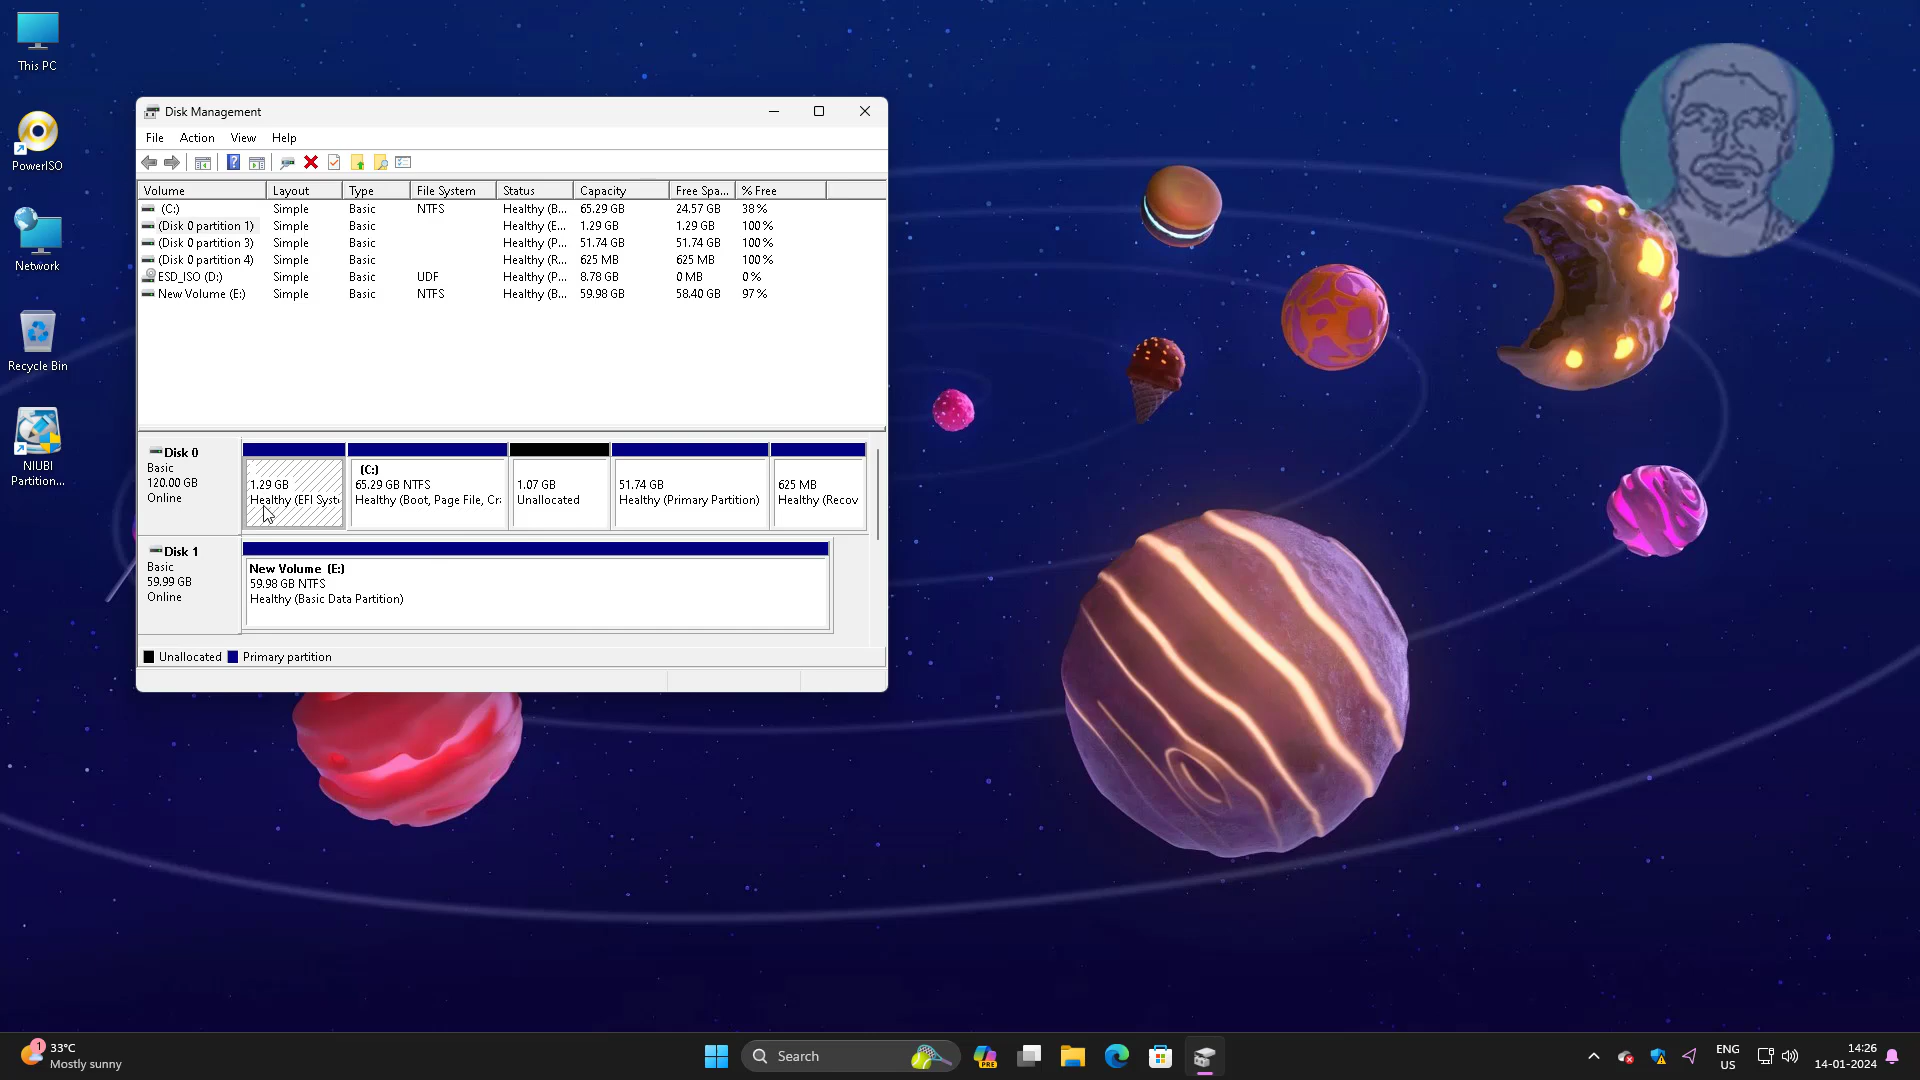 This PC
PowerISO
Network
Recycle Bin
NIUBI
Partition...
Disk Management
File Action View Help
Volume Layout Type File System Status Capacity Free Spa... % Free
(C:) Simple Basic NTFS Healthy (B... 65.29 GB 24.57 GB 38 %
(Disk 0 partition 1) Simple Basic Healthy (E... 1.29 GB 1.29 GB 100 %
(Disk 0 partition 3) Simple Basic Healthy (P... 51.74 GB 51.74 GB 100 %
(Disk 0 partition 4) Simple Basic Healthy (R... 625 MB 625 MB 100 %
ESD_ISO (D:) Simple Basic UDF Healthy (P... 8.78 GB 0 MB 0 %
New Volume (E:) Simple Basic NTFS Healthy (B... 59.98 GB 58.40 GB 97 %
Disk 0
Basic
120.00 GB
Online
1.29 GB
Healthy (EFI Syst
(C:)
65.29 GB NTFS
Healthy (Boot, Page File, Cr
1.07 GB
Unallocated
51.74 GB
Healthy (Primary Partition)
625 MB
Healthy (Recov
Disk 1
Basic
59.99 GB
Online
New Volume (E:)
59.98 GB NTFS
Healthy (Basic Data Partition)
Unallocated Primary partition
1
33°C
Mostly sunny
Search
PRE
ENG
US
14:26
14-01-2024